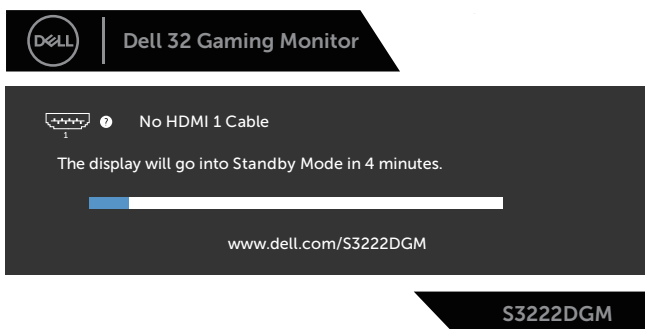 DELL
Dell 32 Gaming Monitor
? No HDMI 1 Cable
1
The display will go into Standby Mode in 4 minutes.
www.dell.com/S3222DGM
S3222DGM